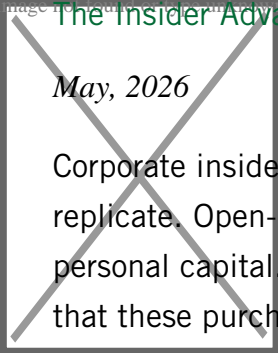 The Insider Adva
May, 2026
Corporate inside
replicate. Open-
personal capital.
that these purch